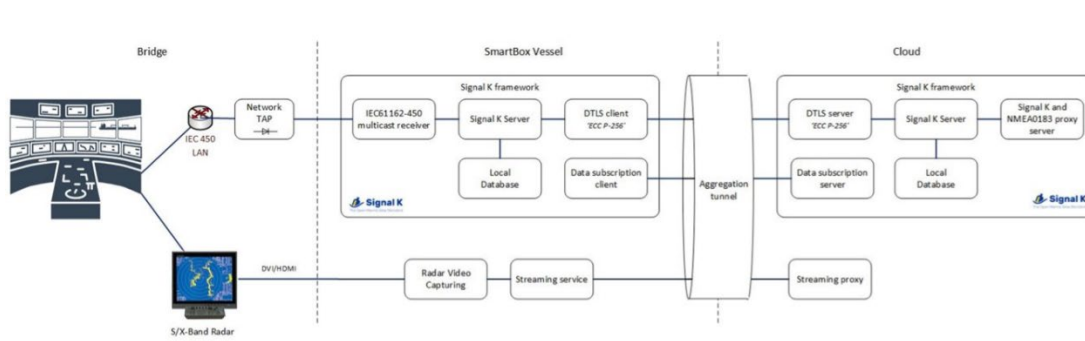 Bridge
SmartBox Vessel
Cloud
Signal K framework
Signal K framework
Network
TAP
IEC 450
LAN
IEC61162-450
multicast receiver
Signal K Server
DTLS client
'ECC P-256'
Local
Database
Data subscription
client
Signal K
Aggregation
tunnel
DTLS server
'ECC P-256'
Signal K Server
Signal K and
NMEA0183 proxy
server
Data subscription
server
Local
Database
Signal K
DVI/HDMI
Radar Video
Capturing
Streaming service
Streaming proxy
S/X-Band Radar